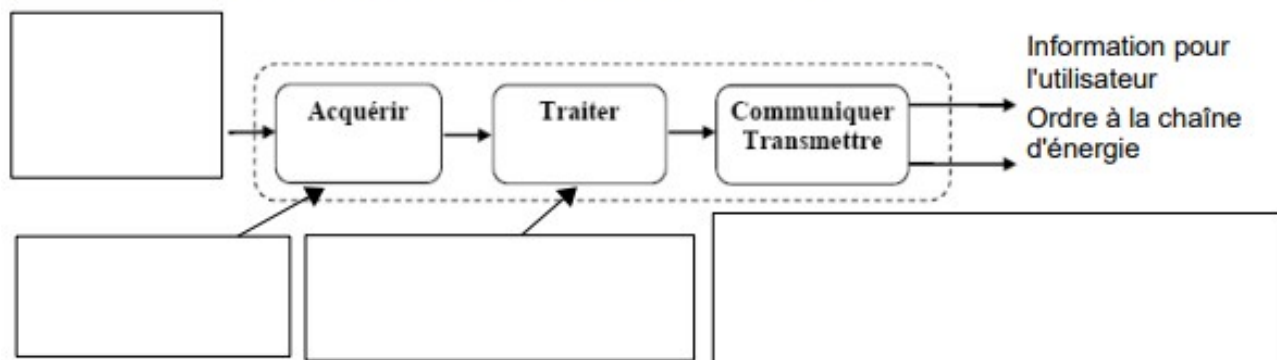 Acquérir
Traiter
Communiquer
Transmettre
Information pour
l'utilisateur
Ordre à la chaîne
d'énergie